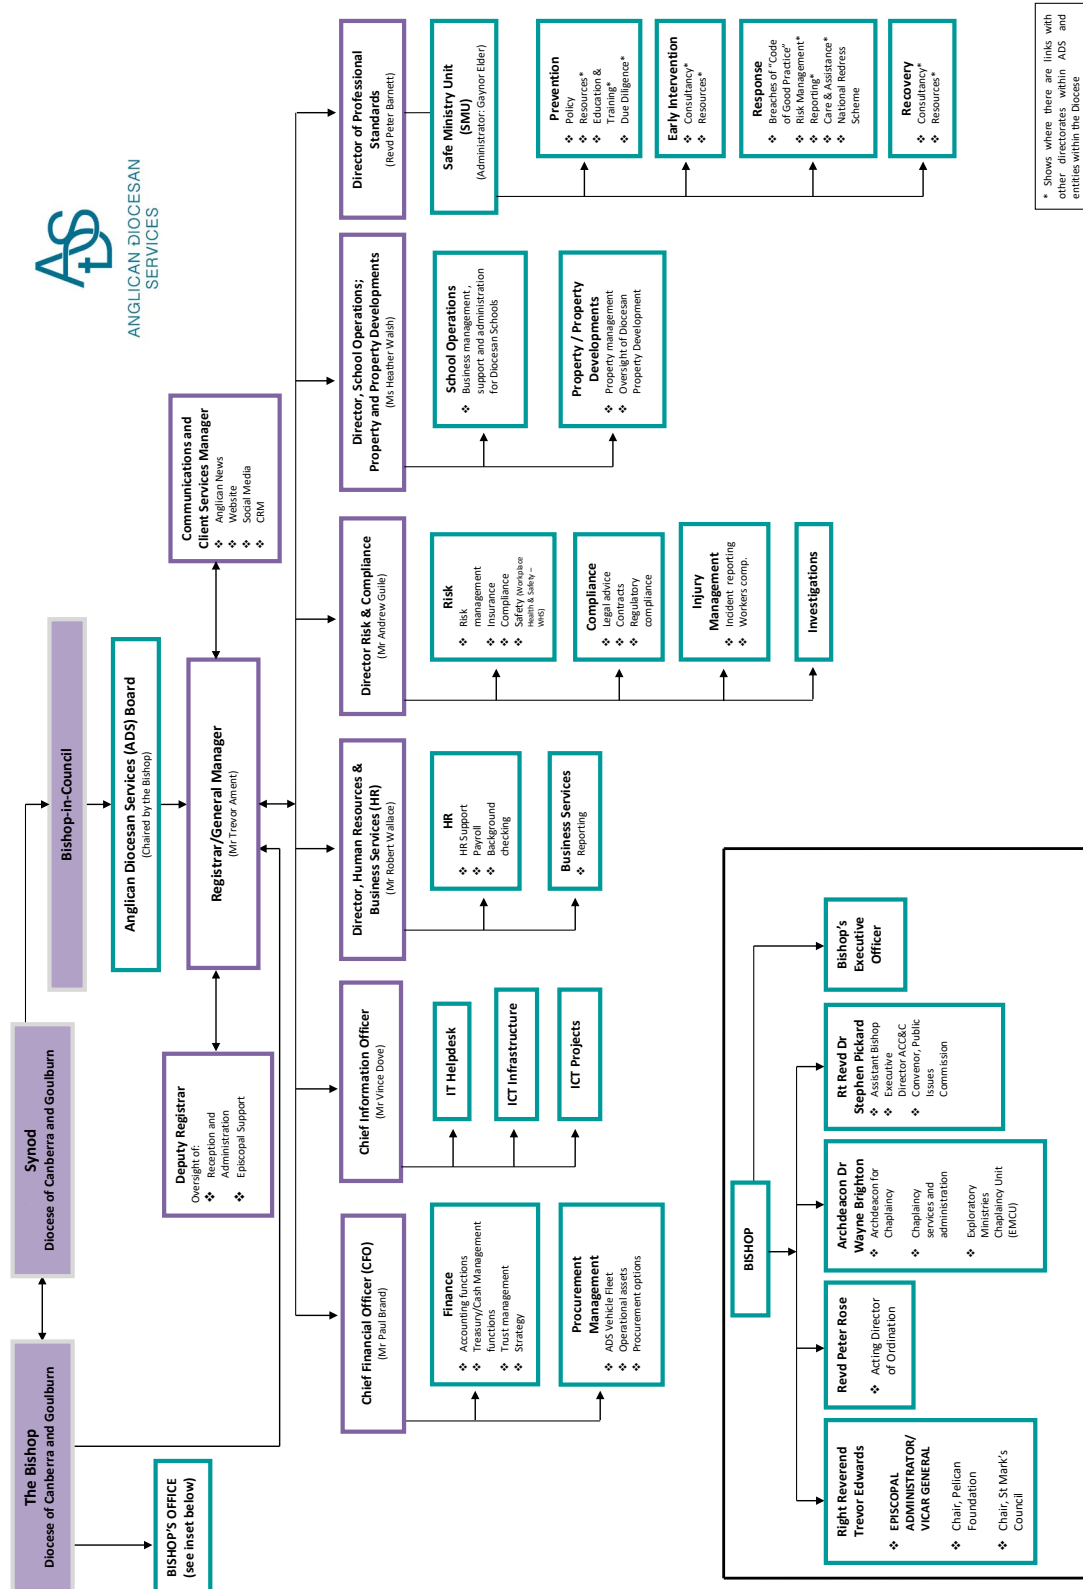 ADS
ANGLICAN DIOCESAN
SERVICES
The Bishop
Diocese of Canberra and Goulburn
Synod
Diocese of Canberra and Goulburn
Bishop-in-Council
BISHOP'S OFFICE
(see inset below)
Anglican Diocesan Services (ADS) Board
(Chaired by the Bishop)
Deputy Registrar
Oversight of:
❖ Reception and
Administration
❖ Episcopal Support
Registrar/General Manager
(Mr Trevor Ament)
Communications and
Client Services Manager
❖ Anglican News
❖ Website
❖ Social Media
❖ CRM
Chief Financial Officer (CFO)
(Mr Paul Brand)
Finance
❖ Accounting functions
❖ Treasury/Cash Management
functions
❖ Trust management
❖ Strategy
Procurement
Management
❖ ADS Vehicle Fleet
❖ Operational assets
❖ Procurement options
Chief Information Officer
(Mr Vince Dove)
IT Helpdesk
ICT Infrastructure
ICT Projects
Director, Human Resources &
Business Services (HR)
(Mr Robert Wallace)
HR
❖ HR Support
❖ Payroll
❖ Background
checking
Business Services
❖ Reporting
Director Risk & Compliance
(Mr Andrew Guile)
Risk
❖ Risk
management
❖ Insurance
❖ Compliance
❖ Safety (Workplace
Health & Safety –
WHS)
Compliance
❖ Legal advice
❖ Contracts
❖ Regulatory
compliance
Injury
Management
❖ Incident reporting
❖ Workers comp.
Investigations
Director, School Operations;
Property and Property Developments
(Ms Heather Walsh)
School Operations
❖ Business management ,
support and administration
for Diocesan Schools
Property / Property
Developments
❖ Property management
❖ Oversight of Diocesan
Property Development
Director of Professional
Standards
(Revd Peter Barnett)
Safe Ministry Unit
(SMU)
(Administrator: Gaynor Elder)
Prevention
❖ Policy
❖ Resources*
❖ Education &
Training*
❖ Due Diligence*
Early Intervention
❖ Consultancy*
❖ Resources*
Response
❖ Breaches of "Code
of Good Practice"
❖ Risk Management*
❖ Reporting*
❖ Care & Assistance*
❖ National Redress
Scheme
Recovery
❖ Consultancy*
❖ Resources*
BISHOP
Right Reverend
Trevor Edwards
❖ EPISCOPAL
ADMINISTRATOR/
VICAR GENERAL
❖ Chair, Pelican
Foundation
❖ Chair, St Mark's
Council
Revd Peter Rose
❖ Acting Director
of Ordination
Archdeacon Dr
Wayne Brighton
❖ Archdeacon for
Chaplaincy
❖ Chaplaincy
services and
administration
❖ Exploratory
Ministries
Chaplaincy Unit
(EMCU)
Rt Revd Dr
Stephen Pickard
❖ Assistant Bishop
❖ Executive
Director ACC&C
❖ Convenor, Public
Issues
Commission
Bishop's
Executive
Officer
* Shows where there are links with
other directorates within ADS and
entities within the Diocese